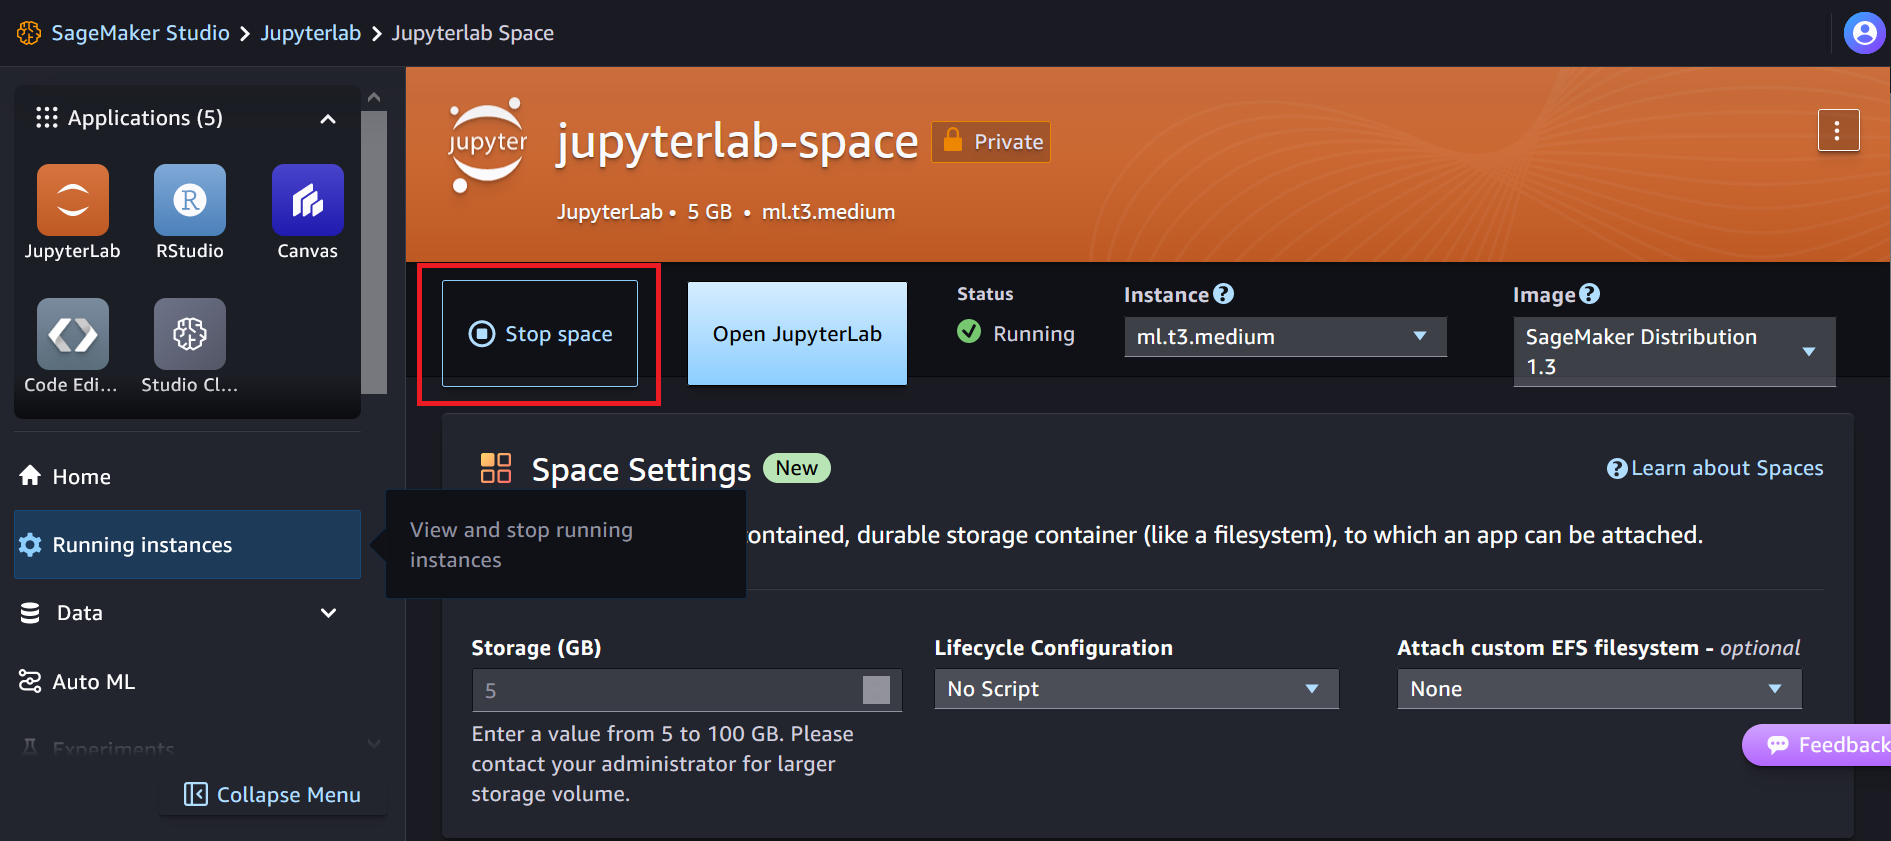 SageMaker Studio > Jupyterlab > Jupyterlab Space
Applications (5)
JupyterLab
RStudio
Canvas
Code Edi...
Studio Cl...
Home
Running instances
Data
Auto ML
Experiments
Collapse Menu
jupyter
jupyterlab-space
Private
JupyterLab • 5 GB • ml.t3.medium
Stop space
Open JupyterLab
Status
Running
Instance
ml.t3.medium
Image
SageMaker Distribution
1.3
Space Settings
New
Learn about Spaces
View and stop running
instances
ontained, durable storage container (like a filesystem), to which an app can be attached.
Storage (GB)
5
Enter a value from 5 to 100 GB. Please
contact your administrator for larger
storage volume.
Lifecycle Configuration
No Script
Attach custom EFS filesystem - optional
None
Feedback